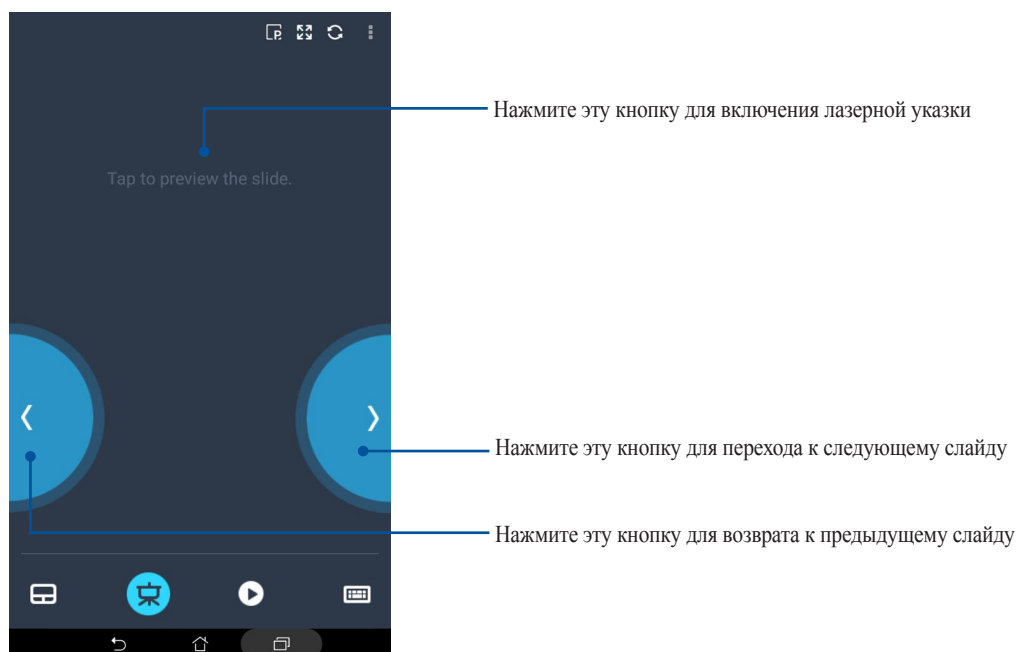 Нажмите эту кнопку для включения лазерной указки
Tap to preview the slide.
Нажмите эту кнопку для перехода к следующему слайду
Нажмите эту кнопку для возврата к предыдущему слайду